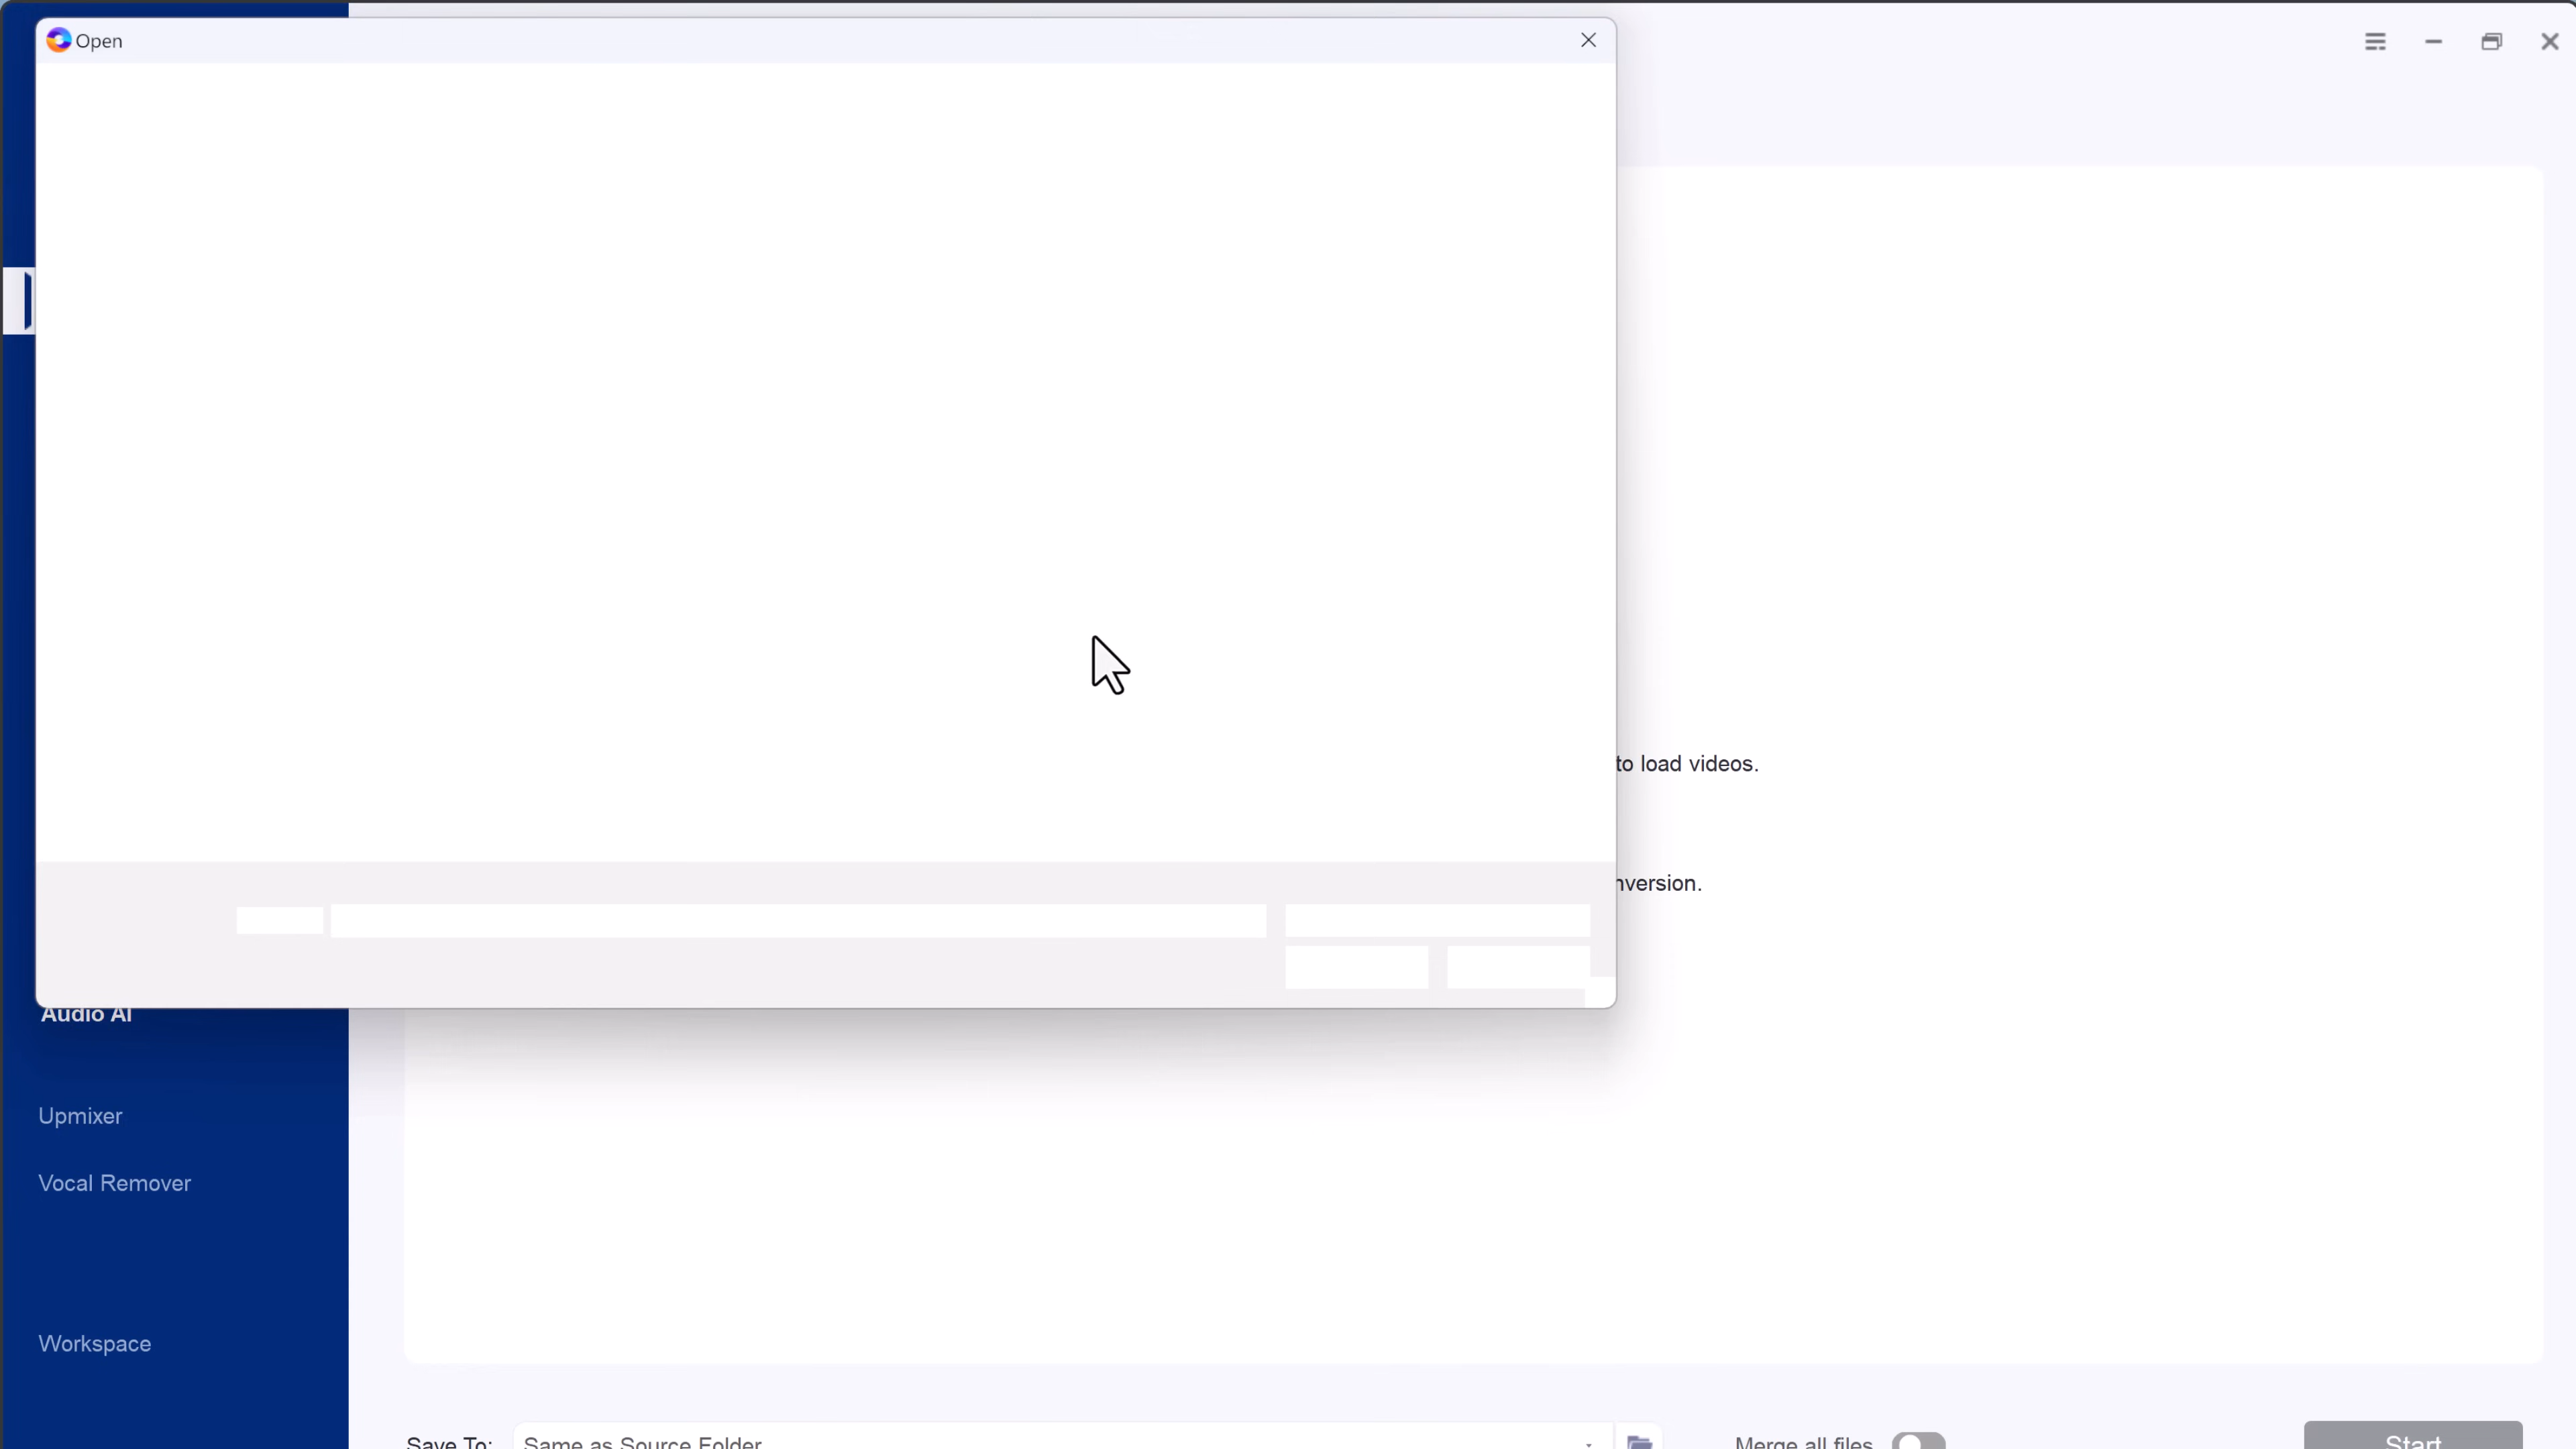 Open
to load videos.
nversion.
Audio AI
Upmixer
Vocal Remover
Workspace
Save To:
Same as Source Folder
Merge all files
Start